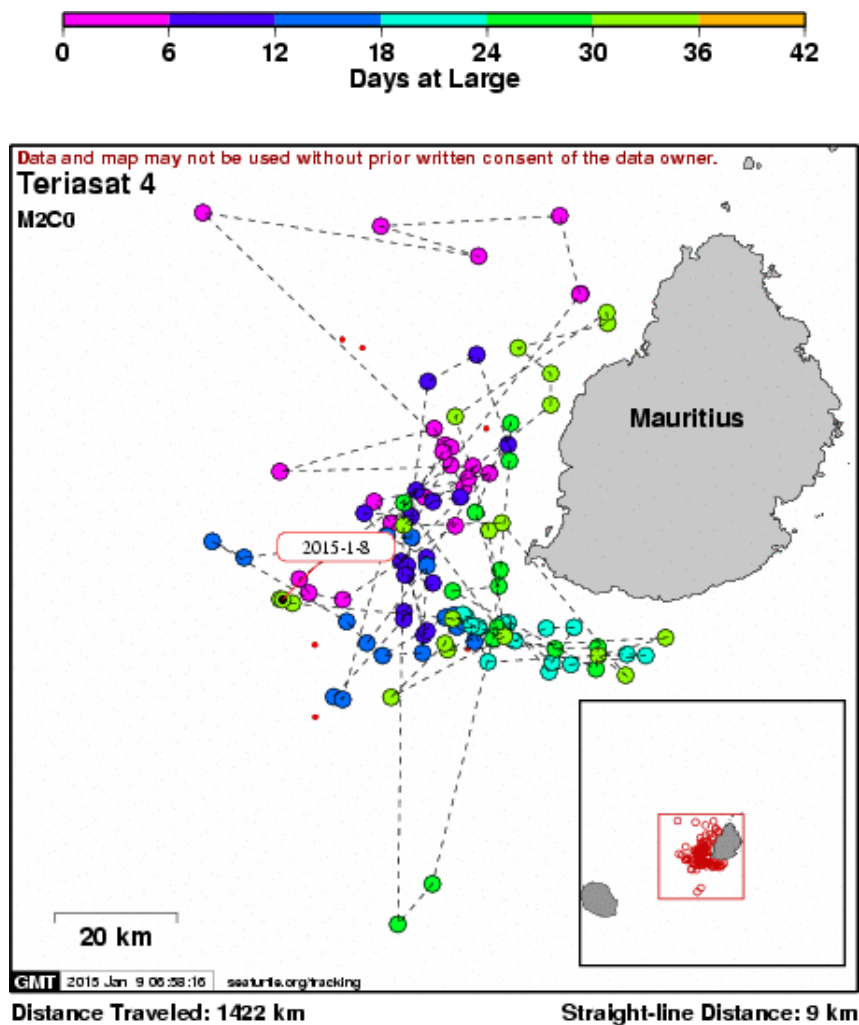 0 6 12 18 24 30 36 42
Days at Large
Data and map may not be used without prior written consent of the data owner.
Teriasat 4
M2C0
Mauritius
2015-1-8
20 km
GMT 2015 Jan 9 06:58:16 seaturtle.org/tracking
Distance Traveled: 1422 km Straight-line Distance: 9 km